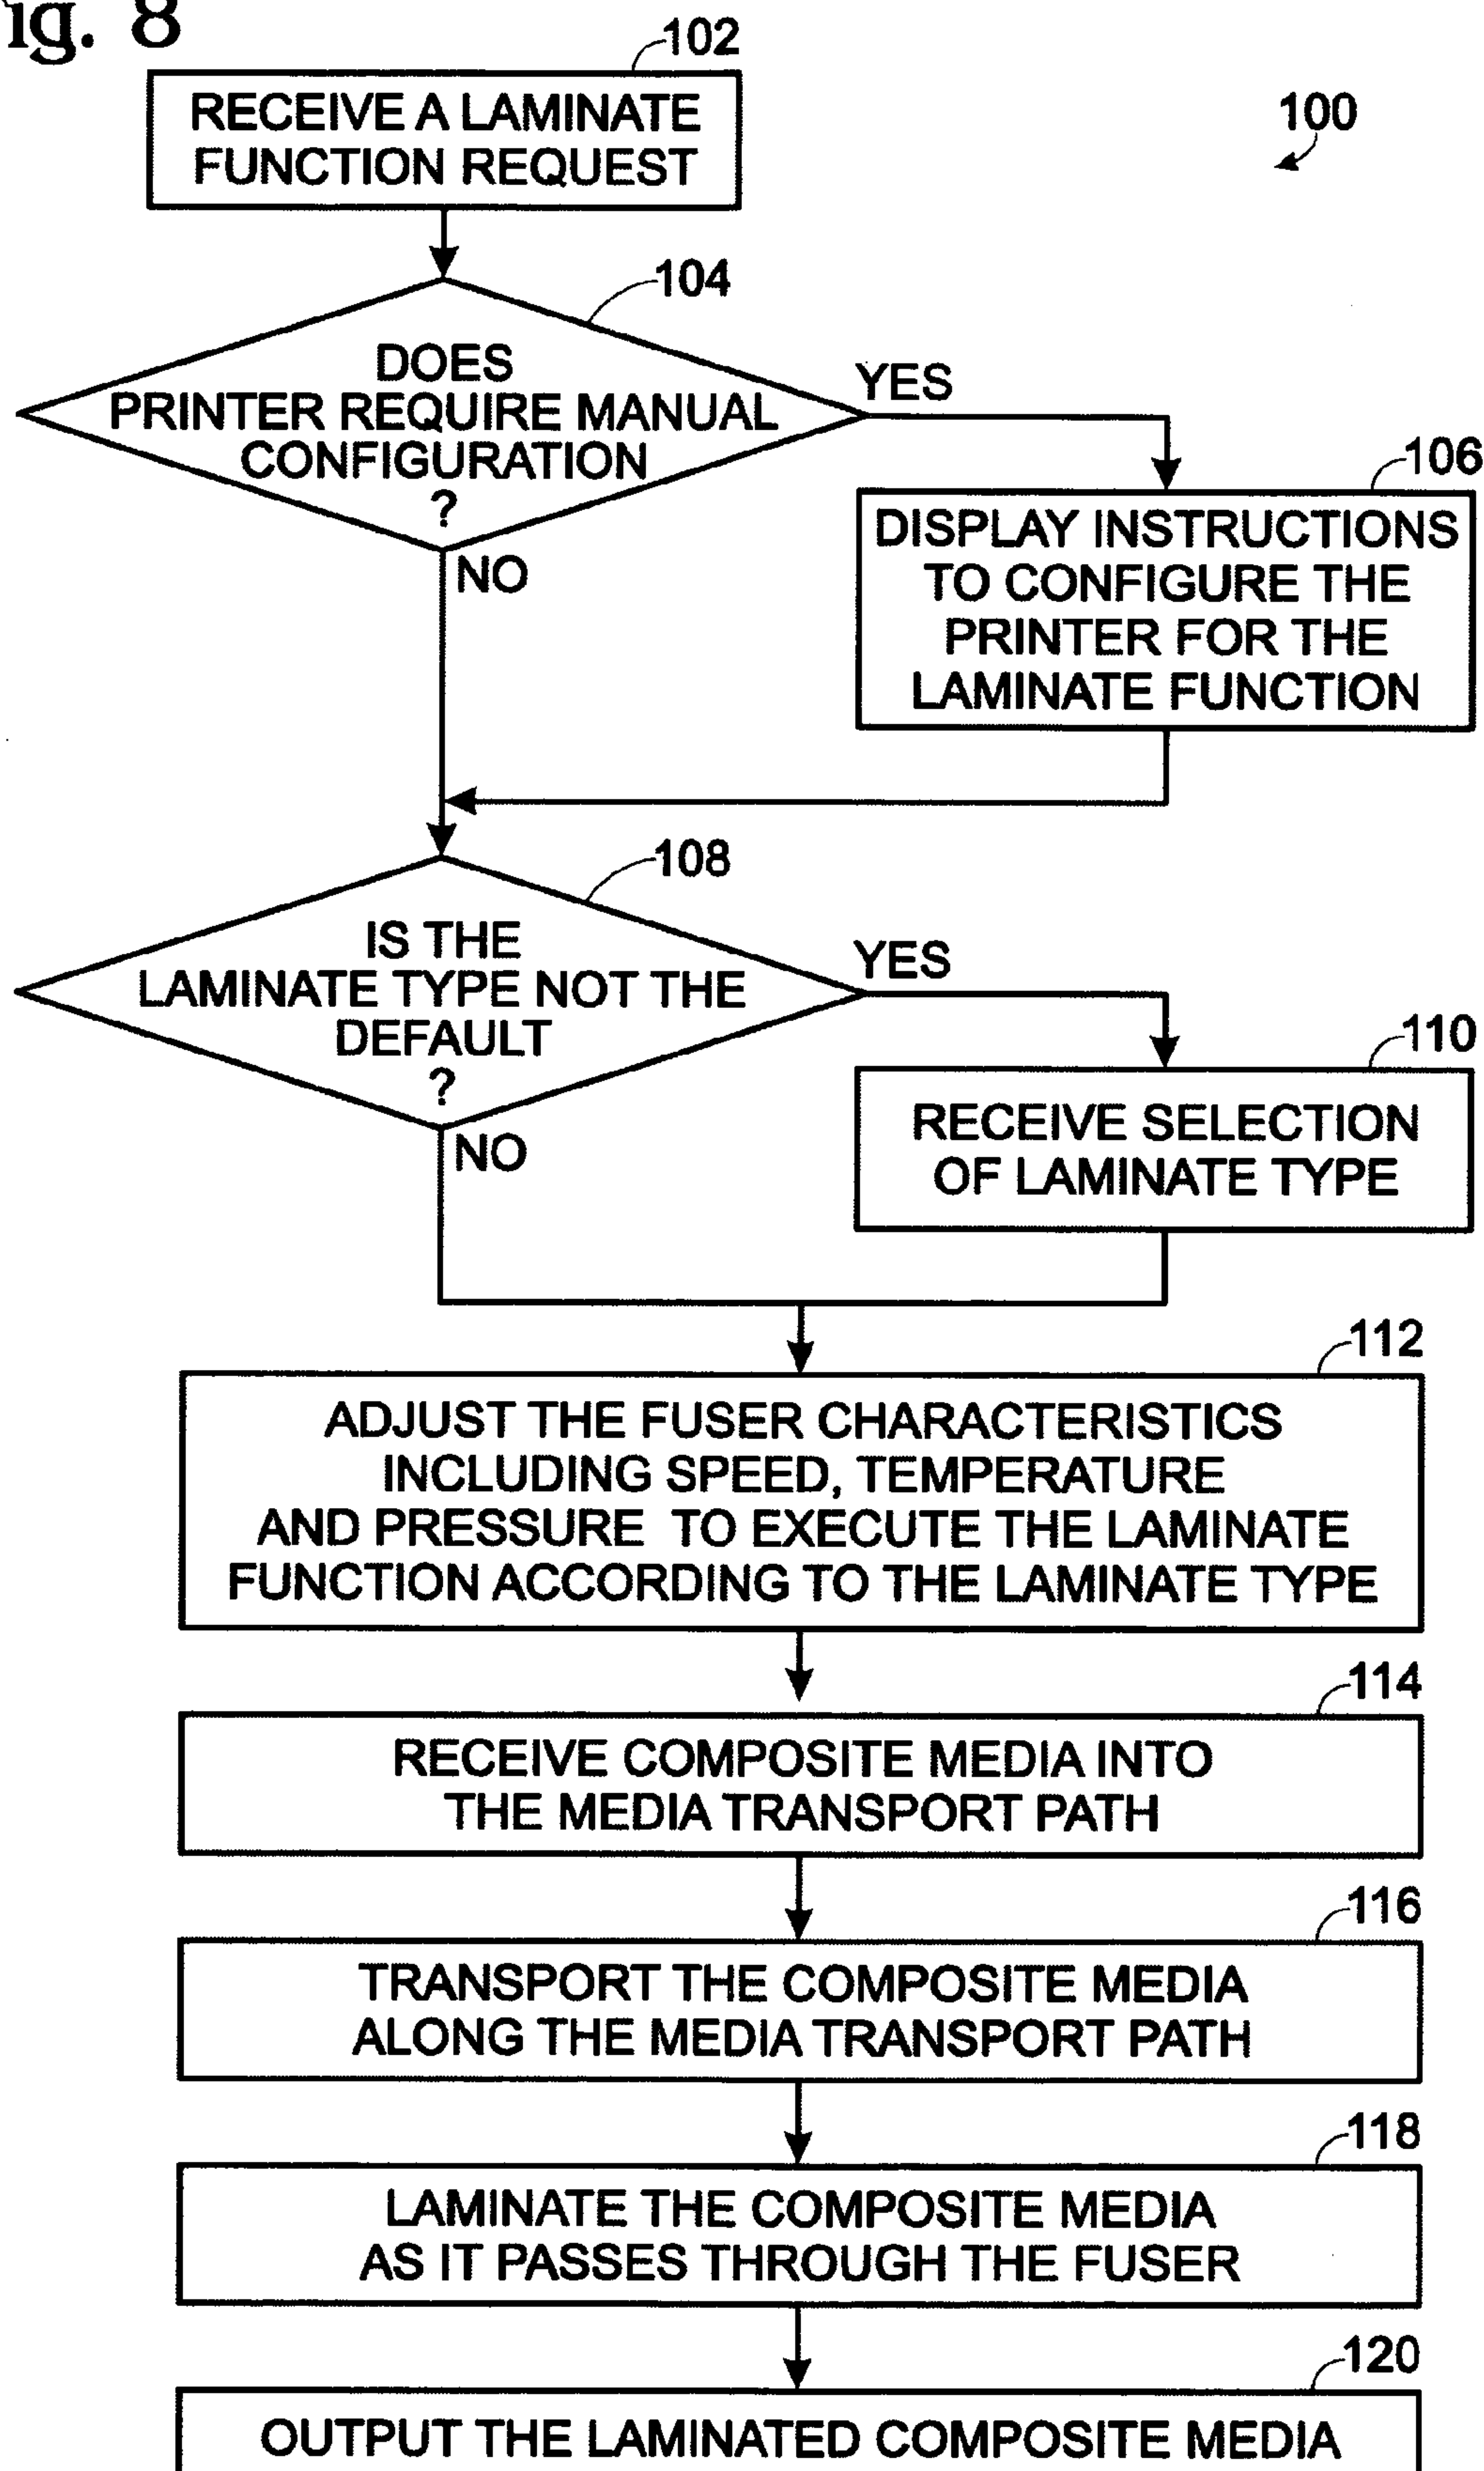 ig. 8
102
RECEIVE A LAMINATE
FUNCTION REQUEST
100
104
DOES
PRINTER REQUIRE MANUAL
CONFIGURATION
?
YES
NO
106
DISPLAY INSTRUCTIONS
TO CONFIGURE THE
PRINTER FOR THE
LAMINATE FUNCTION
108
IS THE
LAMINATE TYPE NOT THE
DEFAULT
?
YES
NO
110
RECEIVE SELECTION
OF LAMINATE TYPE
112
ADJUST THE FUSER CHARACTERISTICS
INCLUDING SPEED, TEMPERATURE
AND PRESSURE TO EXECUTE THE LAMINATE
FUNCTION ACCORDING TO THE LAMINATE TYPE
114
RECEIVE COMPOSITE MEDIA INTO
THE MEDIA TRANSPORT PATH
116
TRANSPORT THE COMPOSITE MEDIA
ALONG THE MEDIA TRANSPORT PATH
118
LAMINATE THE COMPOSITE MEDIA
AS IT PASSES THROUGH THE FUSER
120
OUTPUT THE LAMINATED COMPOSITE MEDIA